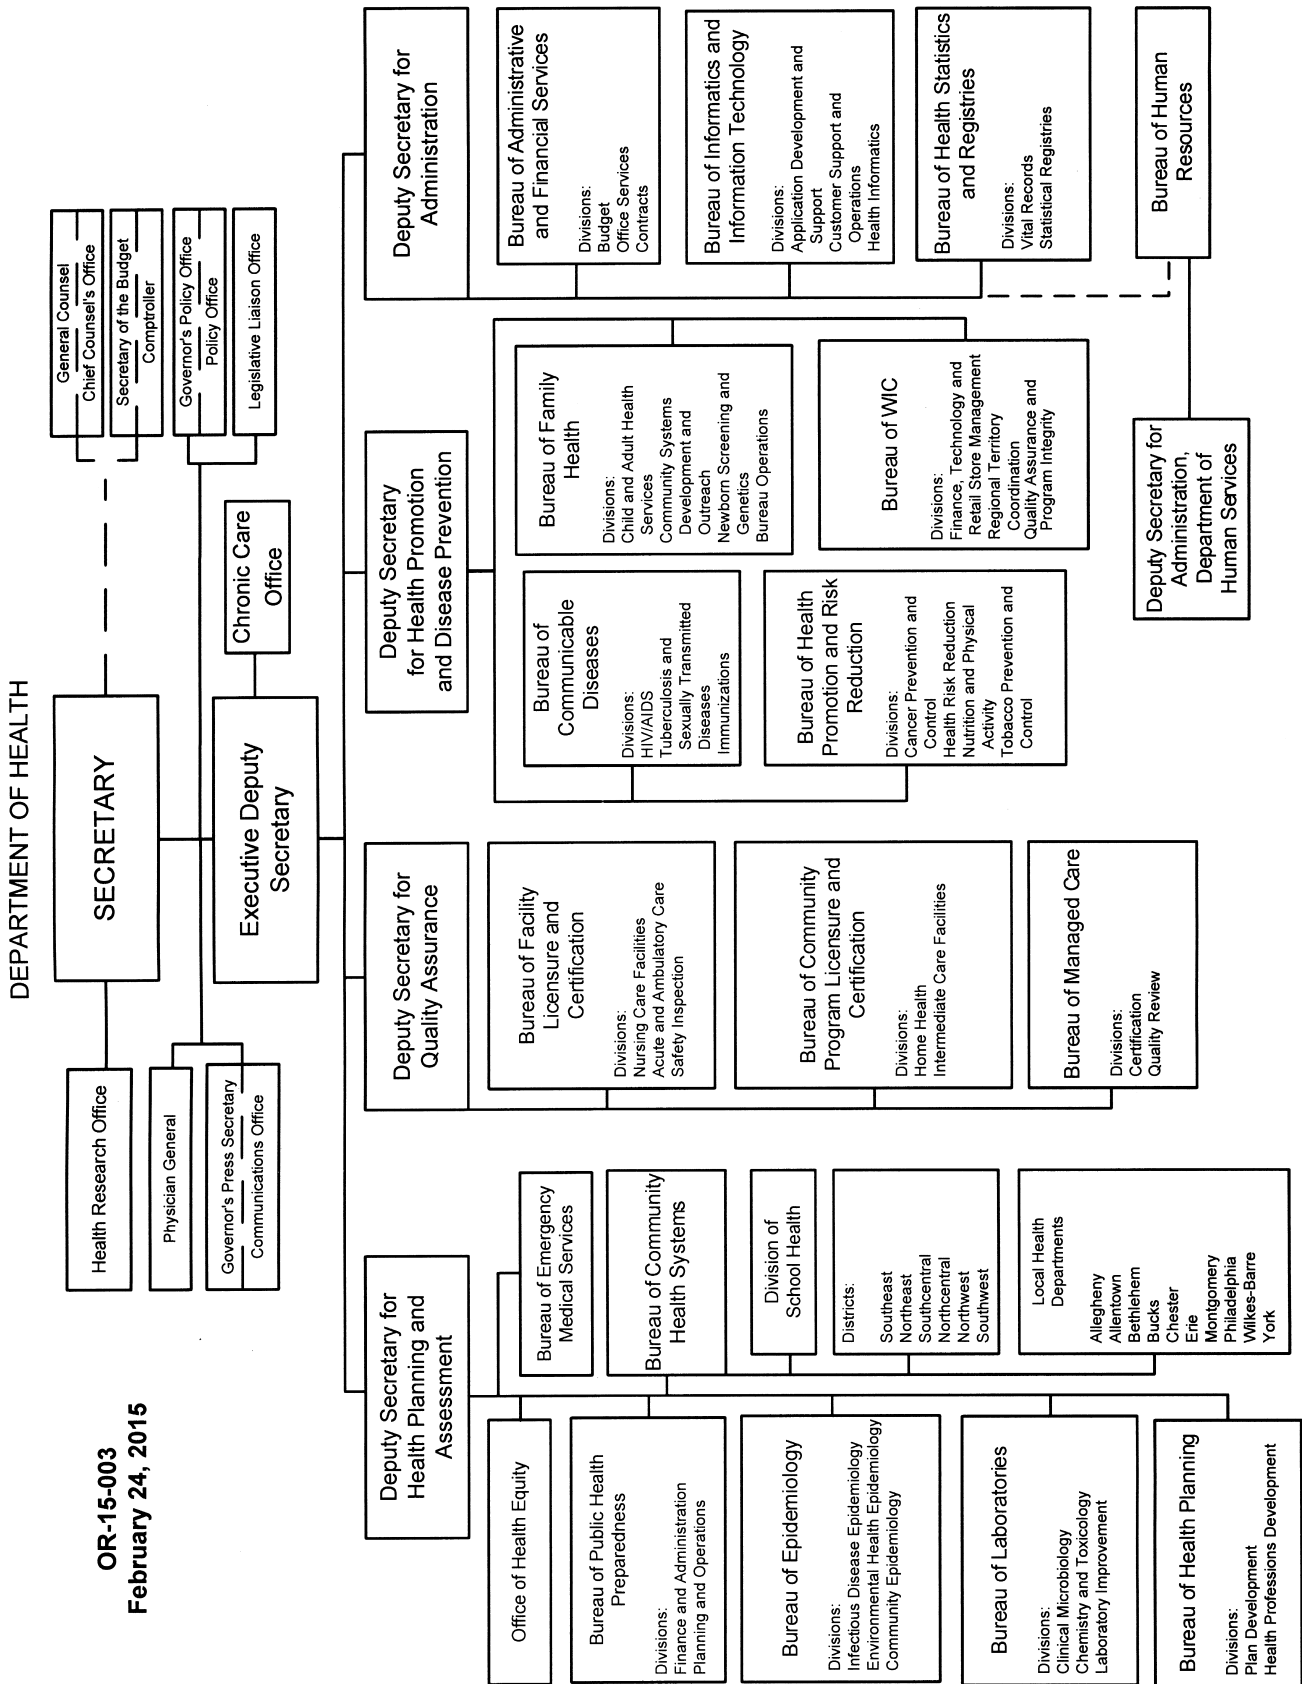 OR-15-003
February 24, 2015
DEPARTMENT OF HEALTH
SECRETARY
Health Research Office
Physician General
Governor's Press Secretary
Communications Office
General Counsel
Chief Counsel's Office
Secretary of the Budget
Comptroller
Governor's Policy Office
Policy Office
Legislative Liaison Office
Executive Deputy
Secretary
Chronic Care
Office
Deputy Secretary for
Health Planning and
Assessment
Office of Health Equity
Bureau of Public Health
Preparedness
Divisions:
Finance and Administration
Planning and Operations
Bureau of Epidemiology
Divisions:
Infectious Disease Epidemiology
Environmental Health Epidemiology
Community Epidemiology
Bureau of Laboratories
Divisions:
Clinical Microbiology
Chemistry and Toxicology
Laboratory Improvement
Bureau of Health Planning
Divisions:
Plan Development
Health Professions Development
Bureau of Emergency
Medical Services
Bureau of Community
Health Systems
Division of
School Health
Districts:
Southeast
Northeast
Southcentral
Northcentral
Northwest
Southwest
Local Health
Departments
Allegheny
Allentown
Bethlehem
Bucks
Chester
Erie
Montgomery
Philadelphia
Wilkes-Barre
York
Deputy Secretary for
Quality Assurance
Bureau of Facility
Licensure and
Certification
Divisions:
Nursing Care Facilities
Acute and Ambulatory Care
Safety Inspection
Bureau of Community
Program Licensure and
Certification
Divisions:
Home Health
Intermediate Care Facilities
Bureau of Managed Care
Divisions:
Certification
Quality Review
Deputy Secretary
for Health Promotion
and Disease Prevention
Bureau of
Communicable
Diseases
Divisions:
HIV/AIDS
Tuberculosis and
Sexually Transmitted
Diseases
Immunizations
Bureau of Health
Promotion and Risk
Reduction
Divisions:
Cancer Prevention and
Control
Health Risk Reduction
Nutrition and Physical
Activity
Tobacco Prevention and
Control
Bureau of Family
Health
Divisions:
Child and Adult Health
Services
Community Systems
Development and
Outreach
Newborn Screening and
Genetics
Bureau Operations
Bureau of WIC
Divisions:
Finance, Technology and
Retail Store Management
Regional Territory
Coordination
Quality Assurance and
Program Integrity
Deputy Secretary for
Administration
Bureau of Administrative
and Financial Services
Divisions:
Budget
Office Services
Contracts
Bureau of Informatics and
Information Technology
Divisions:
Application Development and
Support
Customer Support and
Operations
Health Informatics
Bureau of Health Statistics
and Registries
Divisions:
Vital Records
Statistical Registries
Bureau of Human
Resources
Deputy Secretary for
Administration,
Department of
Human Services